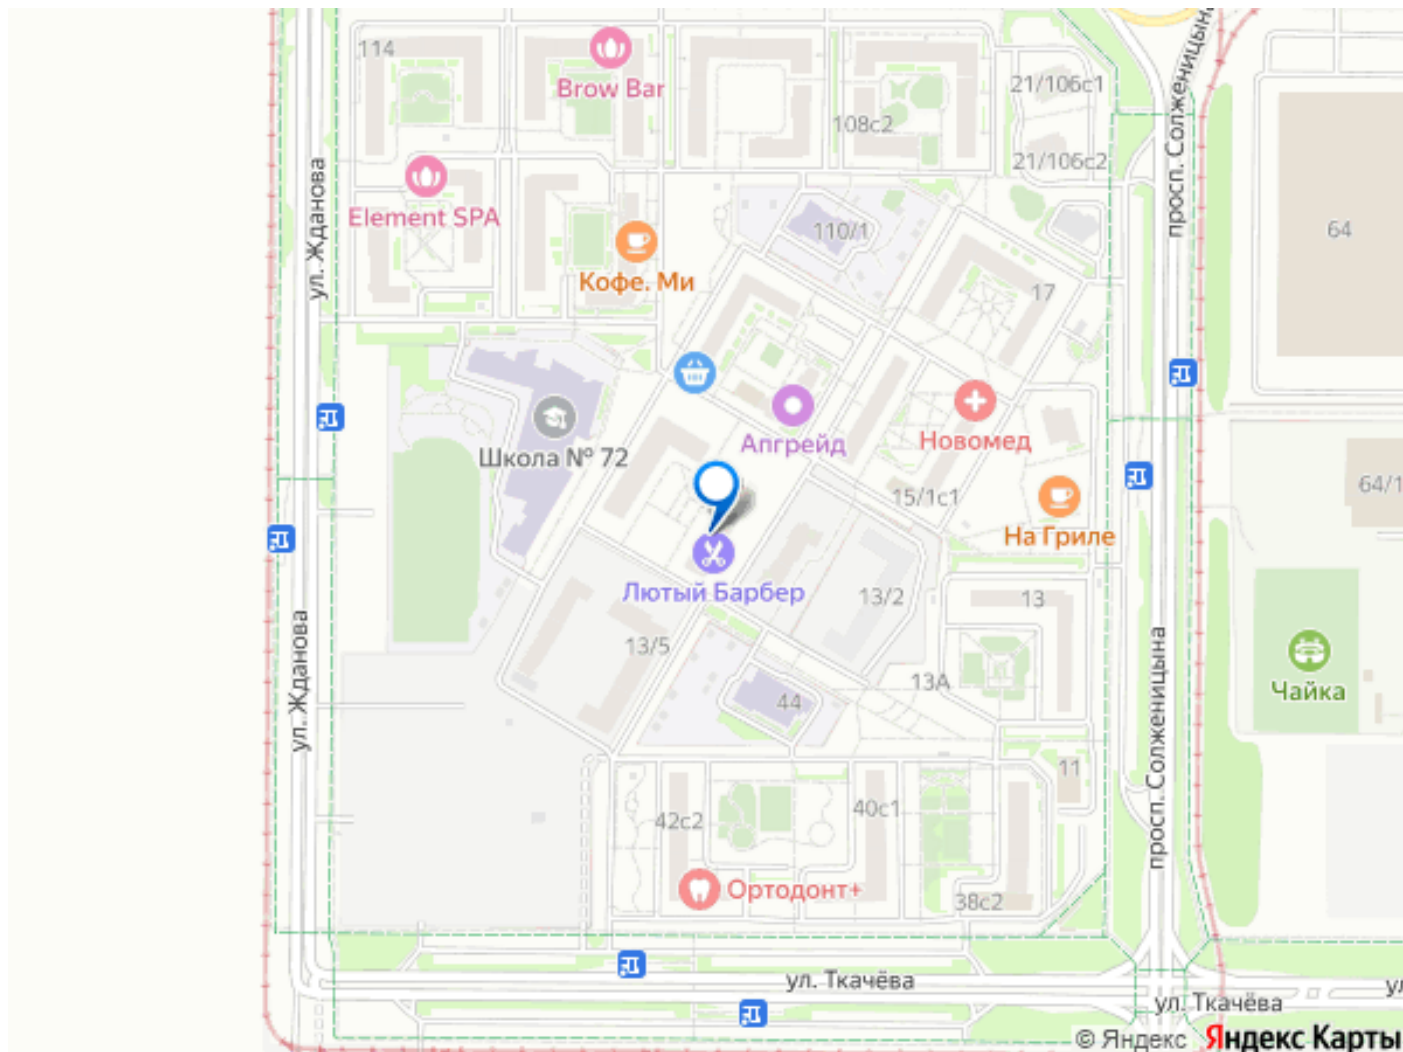 114
Brow Bar
21/106с1
108с2
21/106с2
просп. Солженицына
ул. Жданова
Element SPA
110/1
64
Кофе. Ми
17
Апгрейд
Новомед
Школа № 72
15/1с1
64/1
На Гриле
Лютый Барбер
13/2
13
13/5
ул. Жданова
13А
Чайка
44
просп. Солженицына
11
42с2
40с1
Ортодонт+
38с2
ул. Ткачёва
ул. Ткачёва
ул
© Яндекс Яндекс Карты